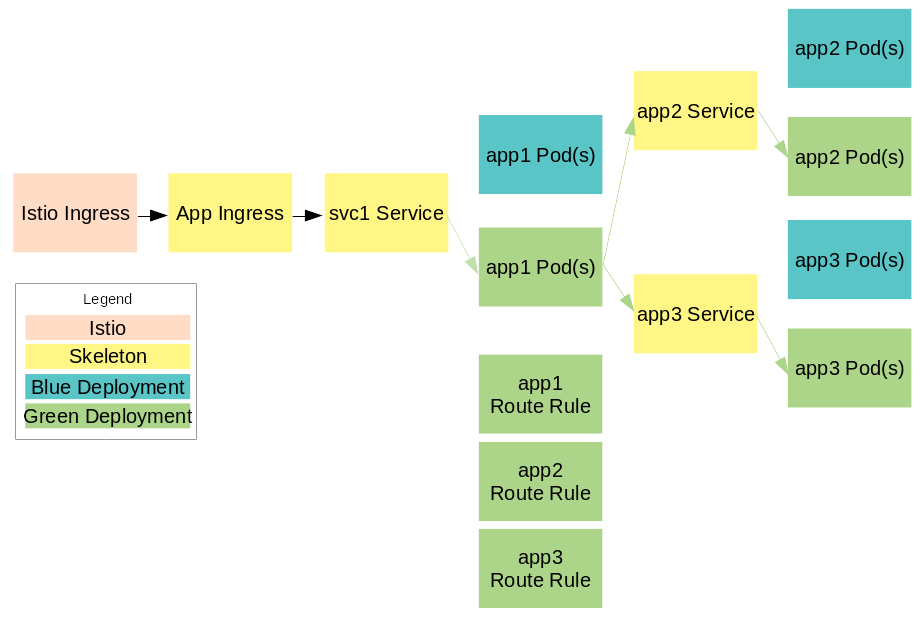 app2 Pod(s)
app2 Service
app1 Pod(s)
app2 Pod(s)
Istio Ingress
App Ingress
svc1 Service
app1 Pod(s)
app3 Pod(s)
app3 Service
app3 Pod(s)
Legend
Istio
Skeleton
Blue Deployment
Green Deployment
app1
Route Rule
app2
Route Rule
app3
Route Rule